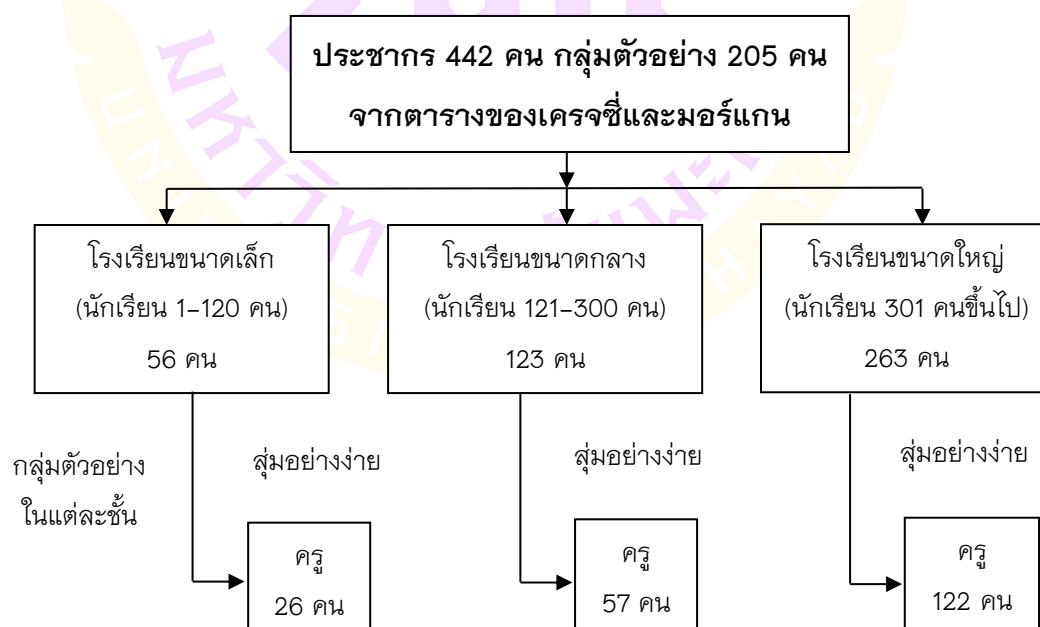 ประชากร 442 คน กลุ่มตัวอย่าง 205 คน
จากตารางของเครจซี่และมอร์แกน
โรงเรียนขนาดเล็ก
(นักเรียน 1–120 คน)
56 คน
โรงเรียนขนาดกลาง
(นักเรียน 121–300 คน)
123 คน
โรงเรียนขนาดใหญ่
(นักเรียน 301 คนขึ้นไป)
263 คน
กลุ่มตัวอย่าง
ในแต่ละชั้น
สุ่มอย่างง่าย
สุ่มอย่างง่าย
สุ่มอย่างง่าย
ครู
26 คน
ครู
57 คน
ครู
122 คน